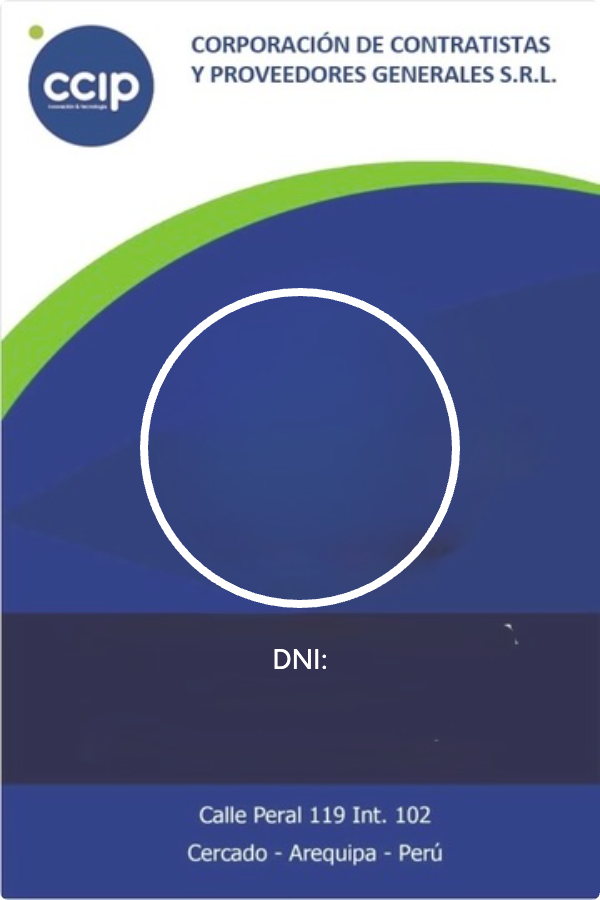 CORPORACIÓN DE CONTRATISTAS
Y PROVEEDORES GENERALES S.R.L.
ccip
Innovación & tecnología
DNI:
Calle Peral 119 Int. 102
Cercado - Arequipa - Perú